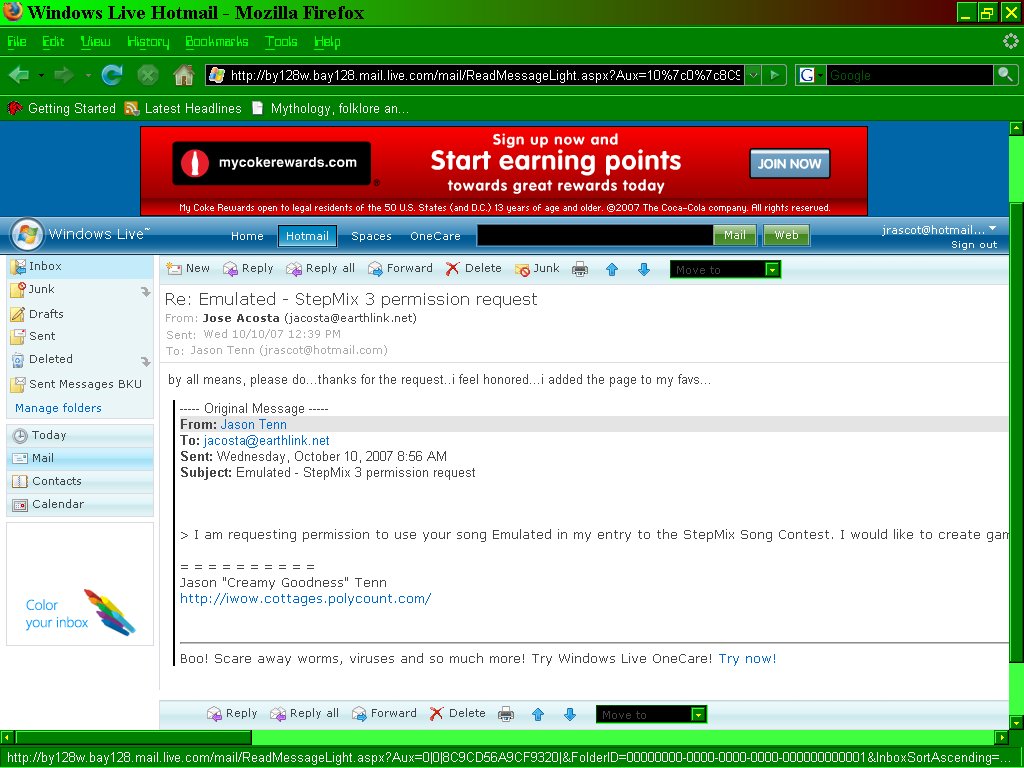 Windows Live Hotmail - Mozilla Firefox
File Edit View History Bookmarks Tools Help
http://by128w.bay128.mail.live.com/mail/ReadMessageLight.aspx?Aux=10%7c0%7c8C9
G Google
Getting Started Latest Headlines Mythology, folklore an...
mycokerewards.com
Sign up now and
Start earning points
towards great rewards today
JOIN NOW
My Coke Rewards open to legal residents of the 50 U.S. States (and D.C.) 13 years of age and older. ©2007 The Coca-Cola company. All rights reserved.
Windows Live™ Home Hotmail Spaces OneCare Mail Web jrascot@hotmail...
Sign out
Inbox
Junk
Drafts
Sent
Deleted
Sent Messages BKU
Manage folders
Today
Mail
Contacts
Calendar
Color
your inbox
New Reply Reply all Forward Delete Junk Move to
Re: Emulated - StepMix 3 permission request
From: Jose Acosta (jacosta@earthlink.net)
Sent: Wed 10/10/07 12:39 PM
To: Jason Tenn (jrascot@hotmail.com)
by all means, please do...thanks for the request..i feel honored...i added the page to my favs...
----- Original Message -----
From: Jason Tenn
To: jacosta@earthlink.net
Sent: Wednesday, October 10, 2007 8:56 AM
Subject: Emulated - StepMix 3 permission request
> I am requesting permission to use your song Emulated in my entry to the StepMix Song Contest. I would like to create gam
= = = = = = = = = =
Jason "Creamy Goodness" Tenn
http://iwow.cottages.polycount.com/
Boo! Scare away worms, viruses and so much more! Try Windows Live OneCare! Try now!
Reply Reply all Forward Delete Move to
http://by128w.bay128.mail.live.com/mail/ReadMessageLight.aspx?Aux=0|0|8C9CD56A9CF9320|&FolderID=00000000-0000-0000-0000-000000000001&InboxSortAscending=...